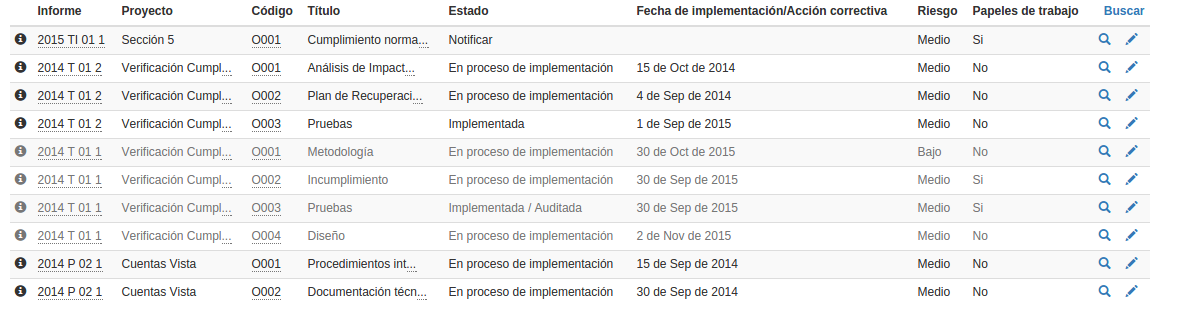 Informe Proyecto Código Título Estado Fecha de implementación/Acción correctiva Riesgo Papeles de trabajo Buscar
2015 TI 01 1 Sección 5 O001 Cumplimiento norma... Notificar Medio Si
2014 T 01 2 Verificación Cumpl... O001 Análisis de Impact... En proceso de implementación 15 de Oct de 2014 Medio No
2014 T 01 2 Verificación Cumpl... O002 Plan de Recuperaci... En proceso de implementación 4 de Sep de 2014 Medio No
2014 T 01 2 Verificación Cumpl... O003 Pruebas Implementada 1 de Sep de 2015 Medio No
2014 T 01 1 Verificación Cumpl... O001 Metodología En proceso de implementación 30 de Oct de 2015 Bajo No
2014 T 01 1 Verificación Cumpl... O002 Incumplimiento En proceso de implementación 30 de Sep de 2015 Medio Si
2014 T 01 1 Verificación Cumpl... O003 Pruebas Implementada / Auditada 30 de Sep de 2015 Medio Si
2014 T 01 1 Verificación Cumpl... O004 Diseño En proceso de implementación 2 de Nov de 2015 Medio No
2014 P 02 1 Cuentas Vista O001 Procedimientos int... En proceso de implementación 15 de Sep de 2014 Medio No
2014 P 02 1 Cuentas Vista O002 Documentación técn... En proceso de implementación 30 de Sep de 2014 Medio No